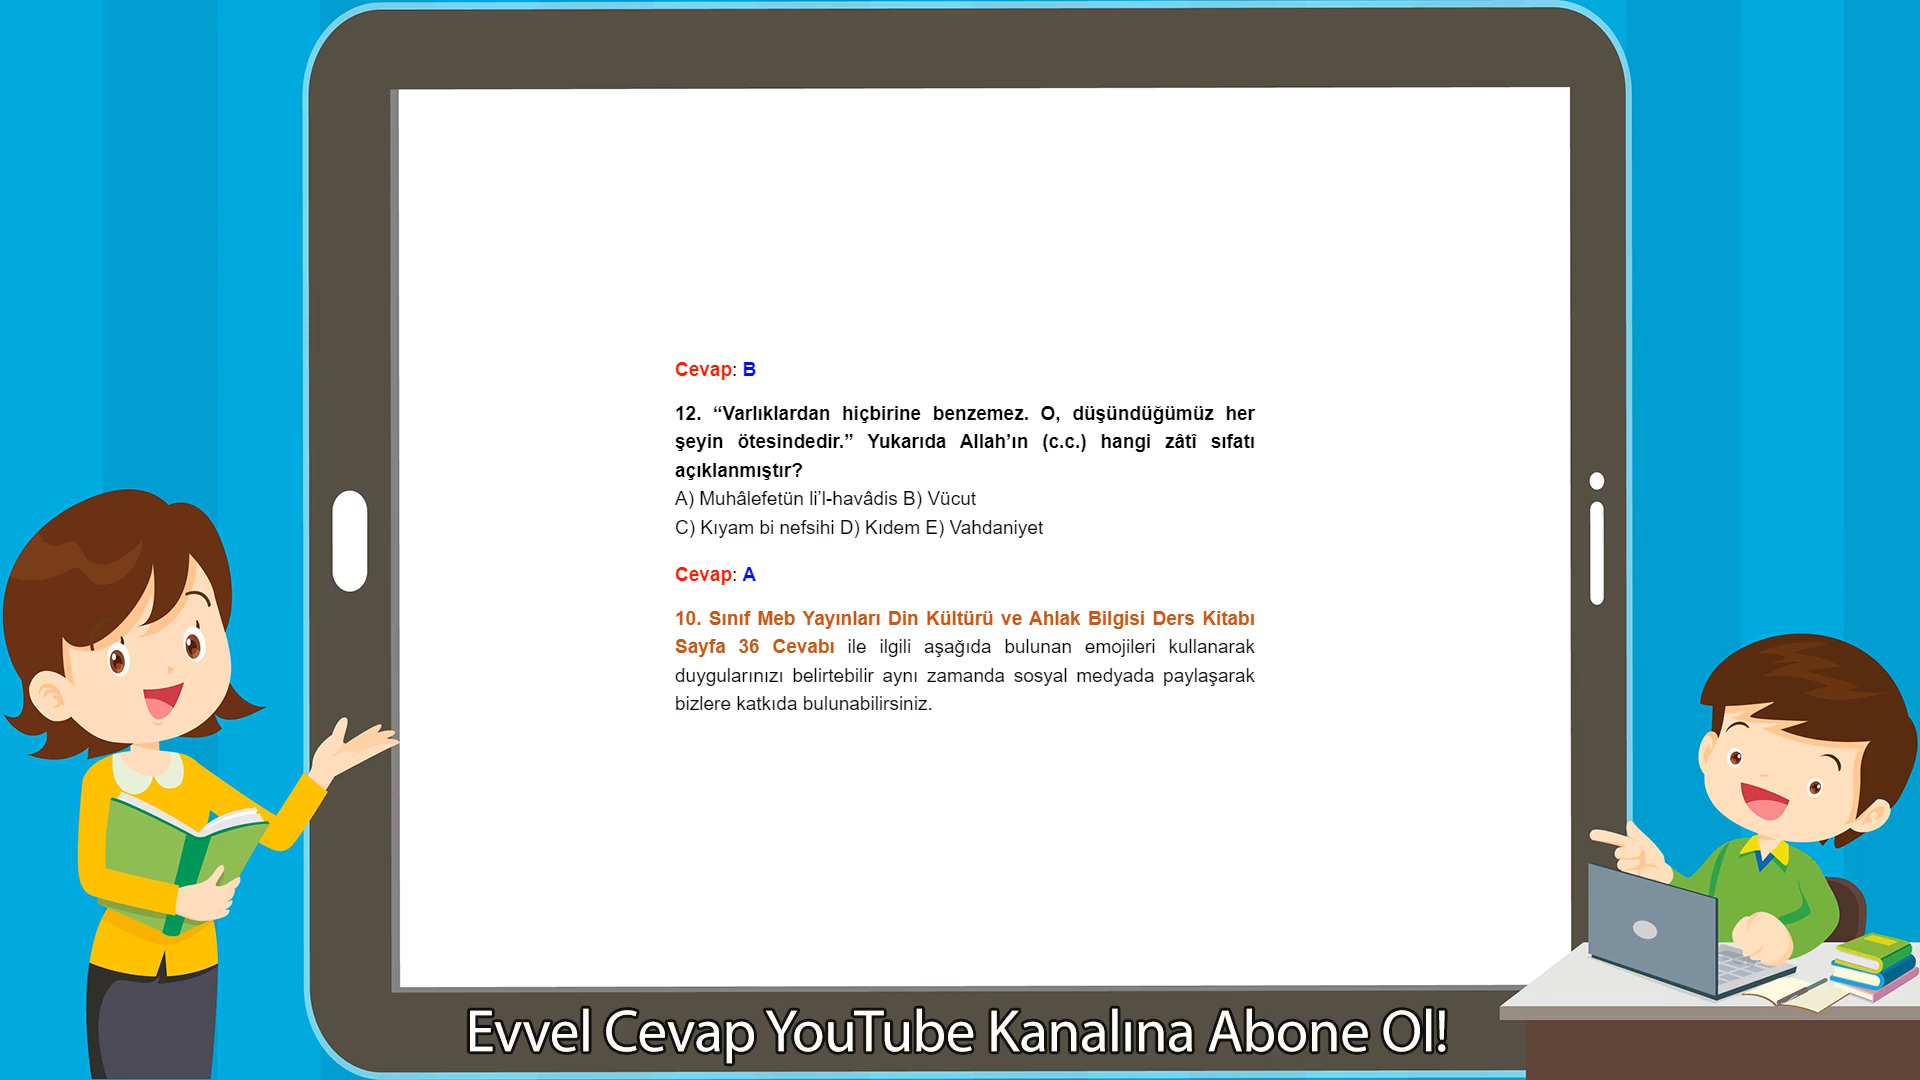 Cevap: B
12. “Varlıklardan hiçbirine benzemez. O, düşündüğümüz her
şeyin ötesindedir.” Yukarıda Allah’ın (c.c.) hangi zâtî sıfatı
açıklanmıştır?
A) Muhâlefetün li’l-havâdis B) Vücut
C) Kıyam bi nefsihi D) Kıdem E) Vahdaniyet
Cevap: A
10. Sınıf Meb Yayınları Din Kültürü ve Ahlak Bilgisi Ders Kitabı
Sayfa 36 Cevabı ile ilgili aşağıda bulunan emojileri kullanarak
duygularınızı belirtebilir aynı zamanda sosyal medyada paylaşarak
bizlere katkıda bulunabilirsiniz.
Evvel Cevap YouTube Kanalına Abone Ol!